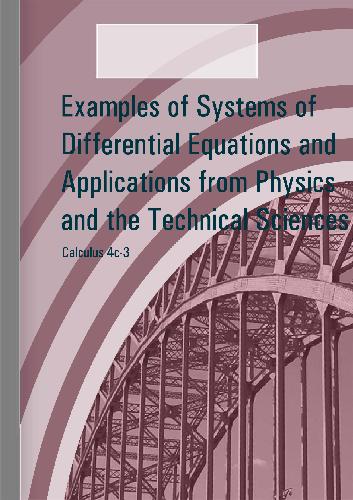 Examples of Systems of
Differential Equations and
Applications from Physics
and the Technical Sciences
Calculus 4c-3